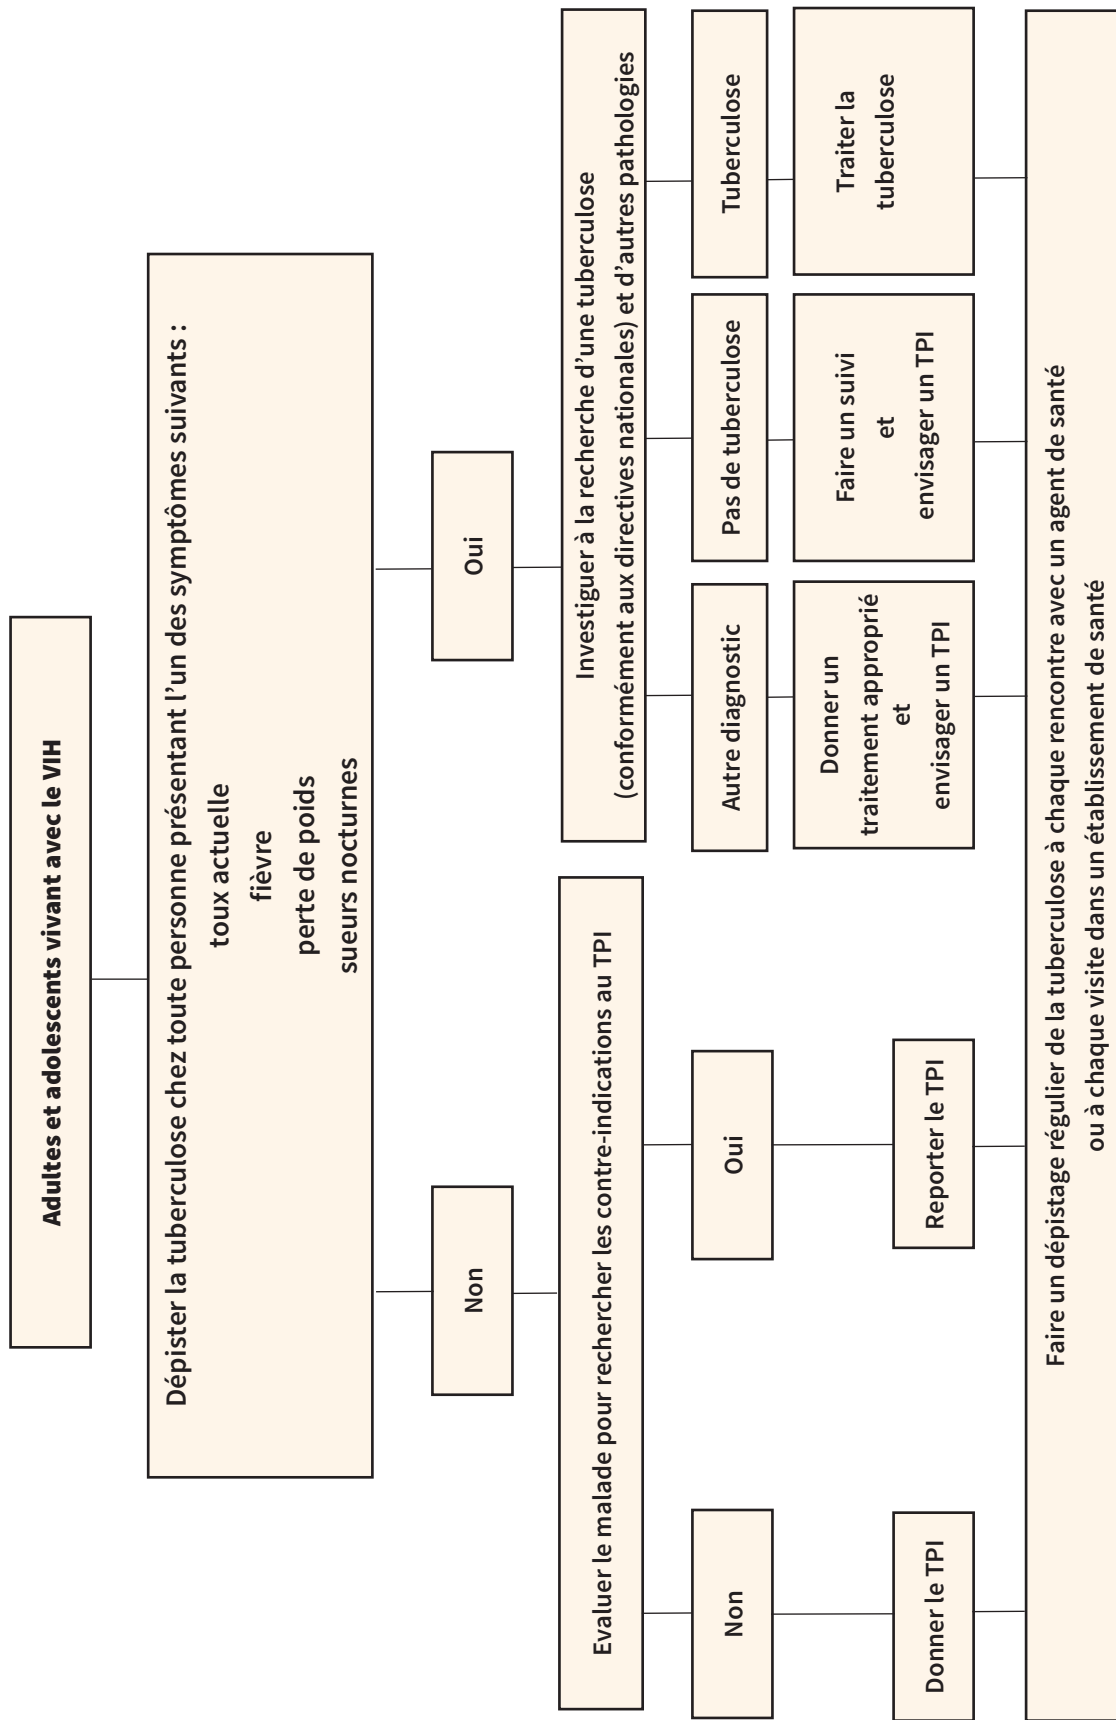 Adultes et adolescents vivant avec le VIH
Dépister la tuberculose chez toute personne présentant l'un des symptômes suivants :
toux actuelle
fièvre
perte de poids
sueurs nocturnes
Non
Oui
Evaluer le malade pour rechercher les contre-indications au TPI
Investiguer à la recherche d'une tuberculose
(conformément aux directives nationales) et d'autres pathologies
Non
Oui
Autre diagnostic
Pas de tuberculose
Tuberculose
Donner le TPI
Reporter le TPI
Donner un
traitement approprié
et
envisager un TPI
Faire un suivi
et
envisager un TPI
Traiter la
tuberculose
Faire un dépistage régulier de la tuberculose à chaque rencontre avec un agent de santé
ou à chaque visite dans un établissement de santé